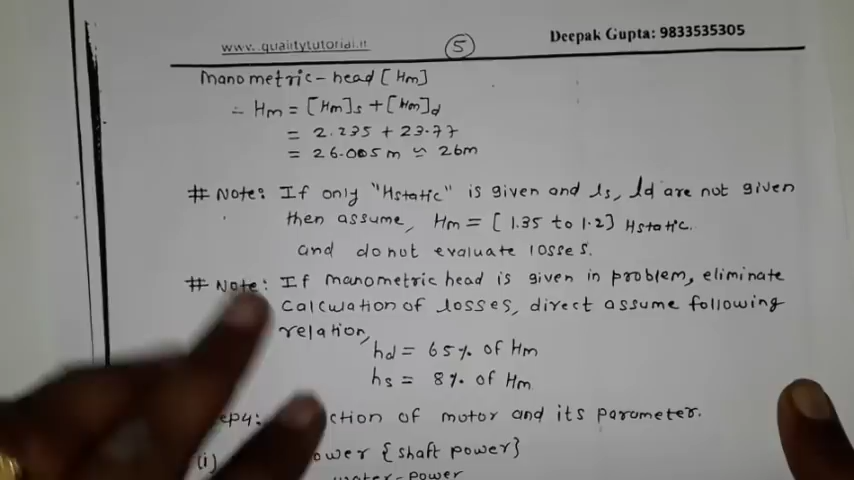 www.qualitytutorial.in
5
Deepak Gupta: 9833535305
Manometric-head [Hm]
∴ Hm = [Hm]s + [Hm]d
= 2.235 + 23.77
= 26.005m ≃ 26m
# Note: If only "Hstatic" is given and ls, ld are not given
then assume, Hm = [1.35 to 1.2] Hstatic.
and do not evaluate losses.
# Note: If manometric head is given in problem, eliminate
calculation of losses, direct assume following
relation,
hd = 65% of Hm
hs = 8% of Hm
ep4: ction of motor and its parameter.
(i) ower {shaft power}
water-power